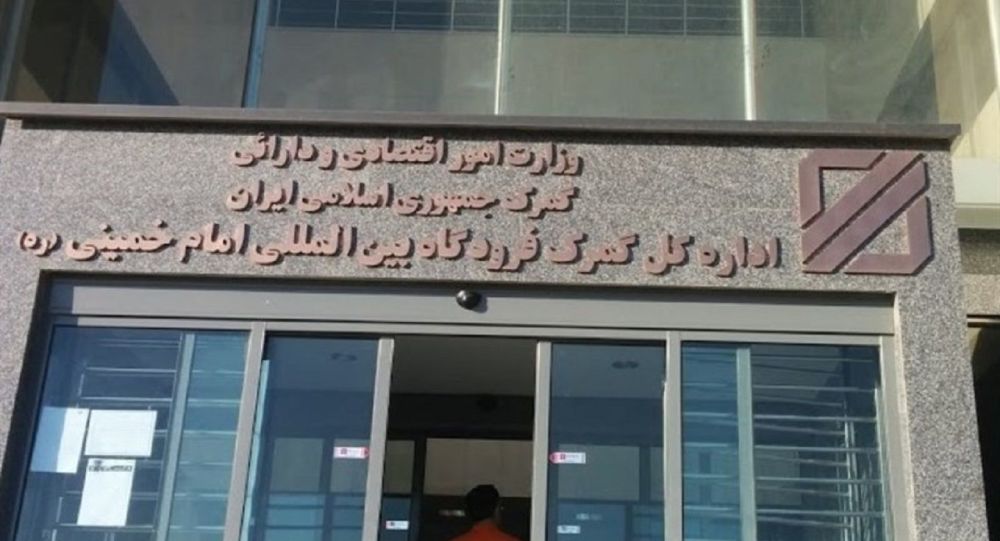 وزارت امور اقتصادی و دارائی
گمرک جمهوری اسلامی ایران
اداره کل گمرک فرودگاه بین المللی امام خمینی (ره)